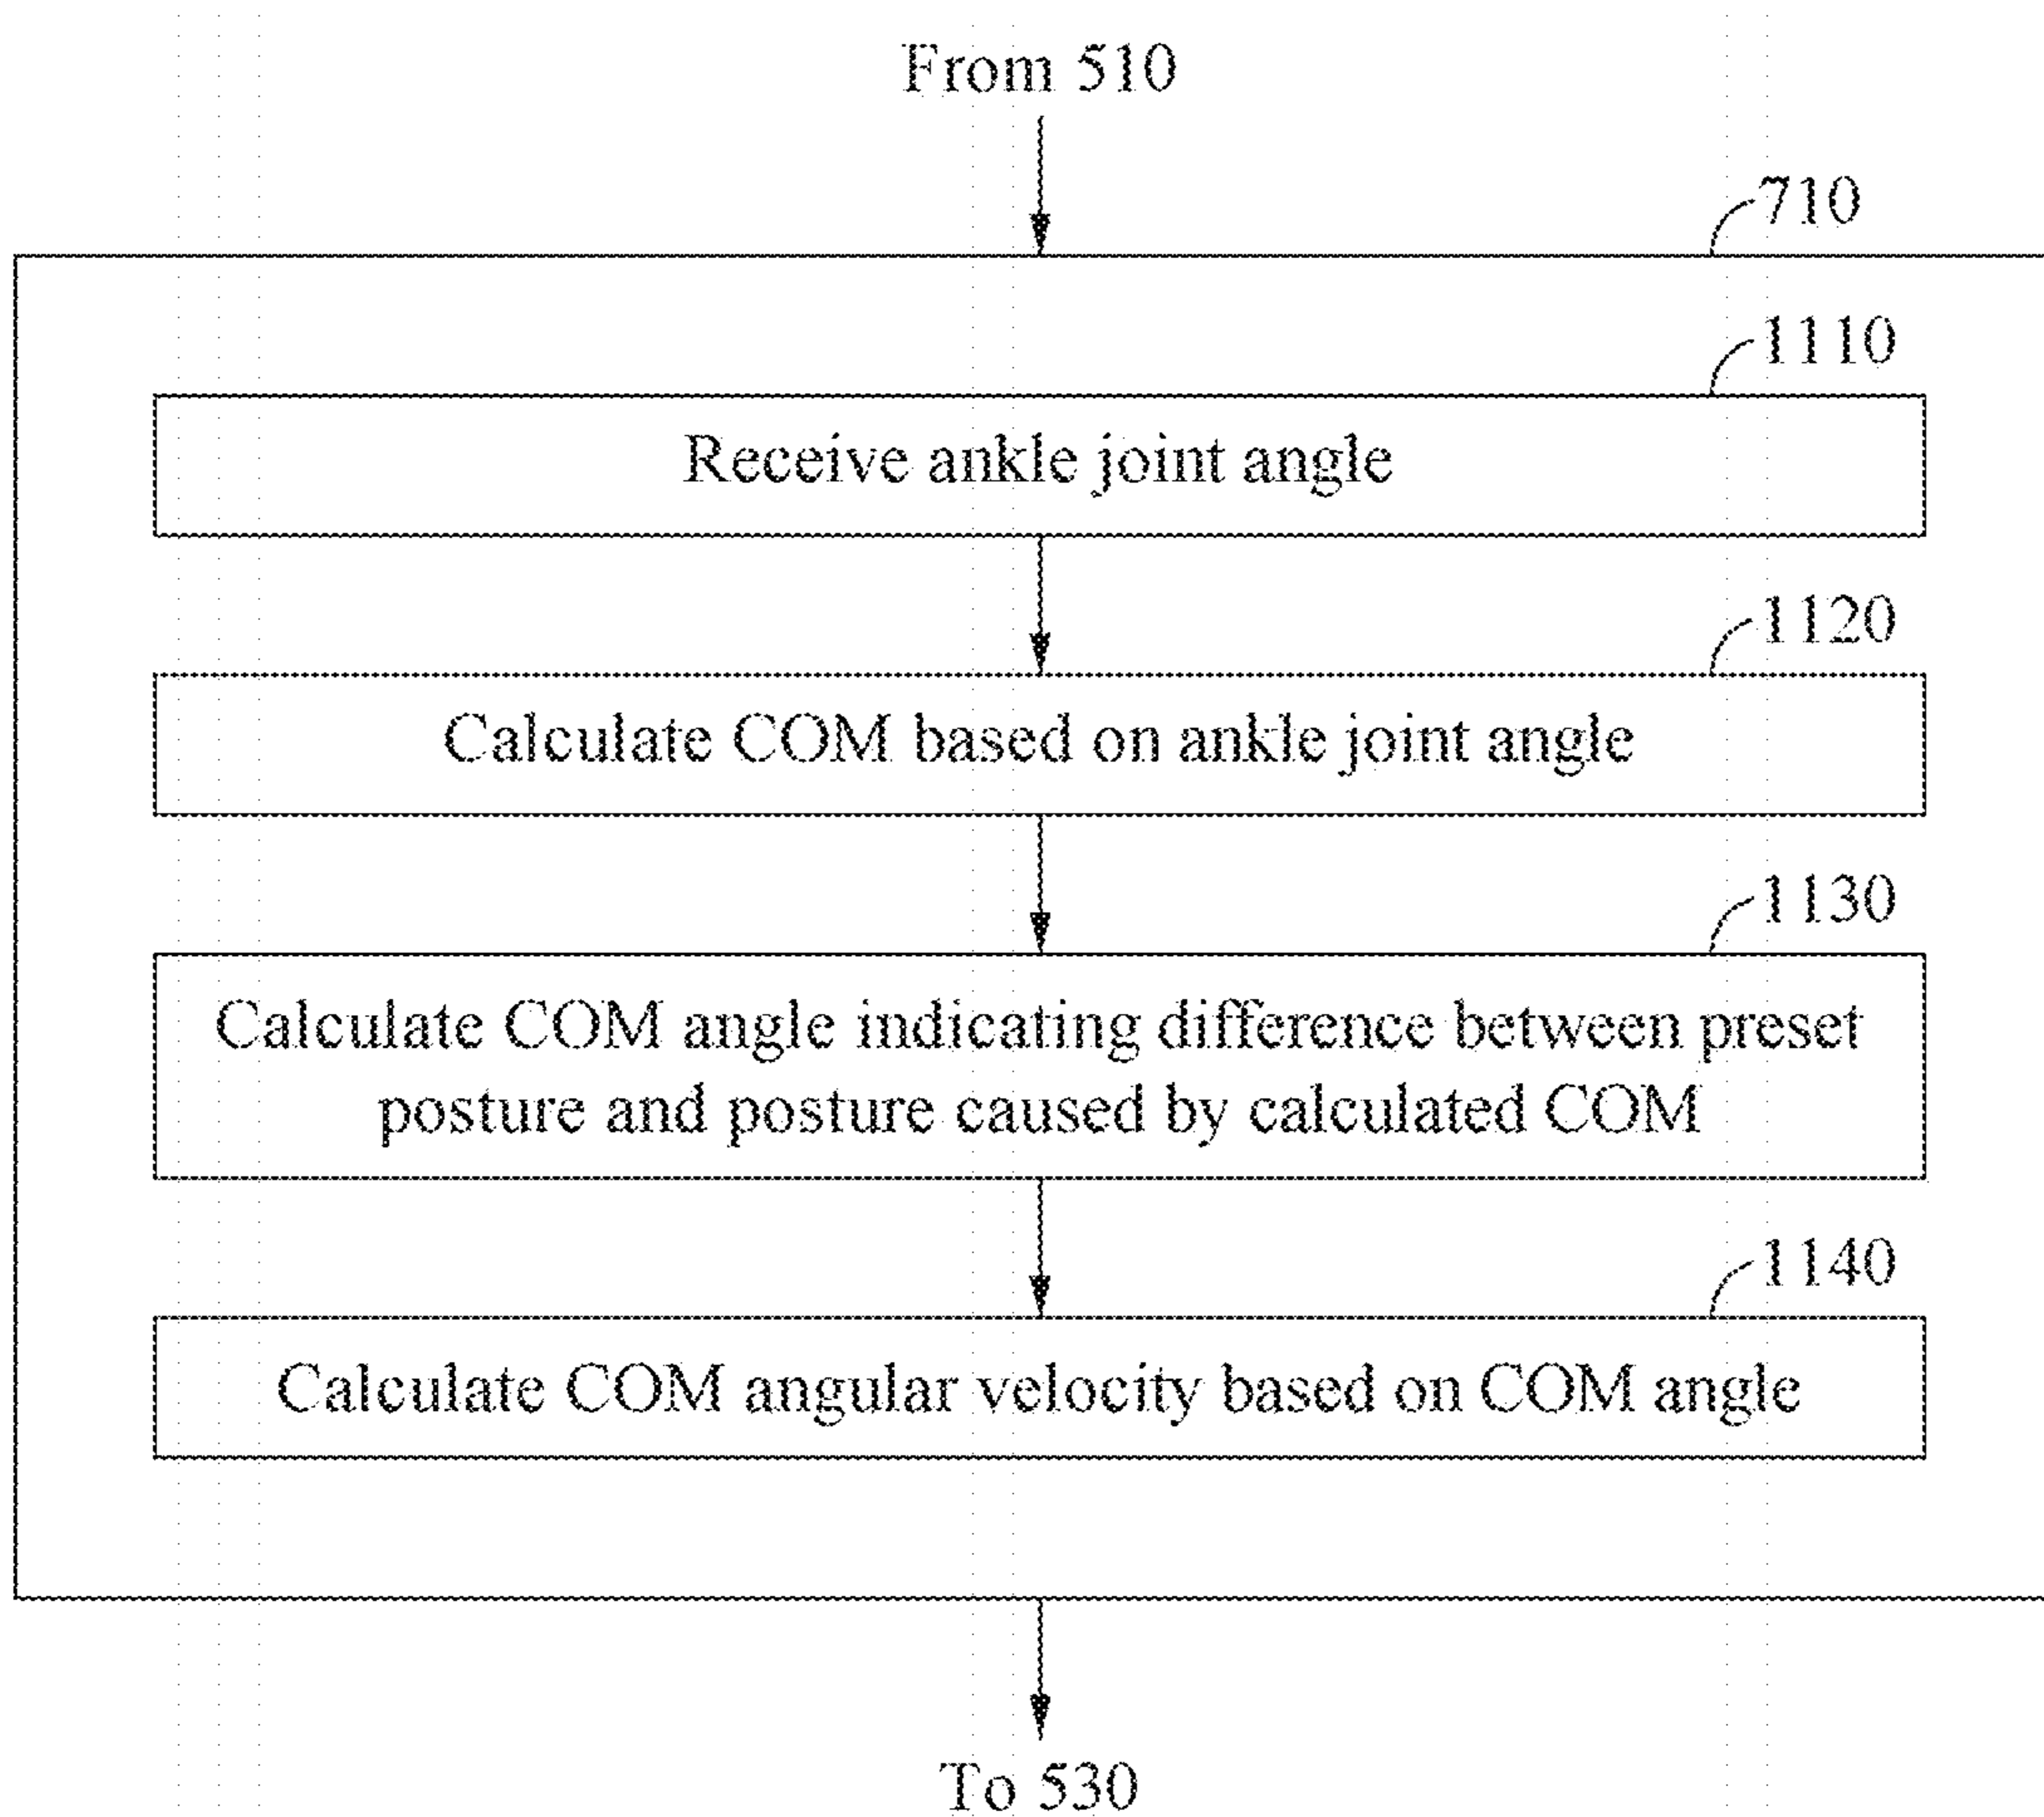 From 510
710
1110
Receive ankle joint angle
1120
Calculate COM based on ankle joint angle
1130
Calculate COM angle indicating difference between preset
posture and posture caused by calculated COM
1140
Calculate COM angular velocity based on COM angle
To 530